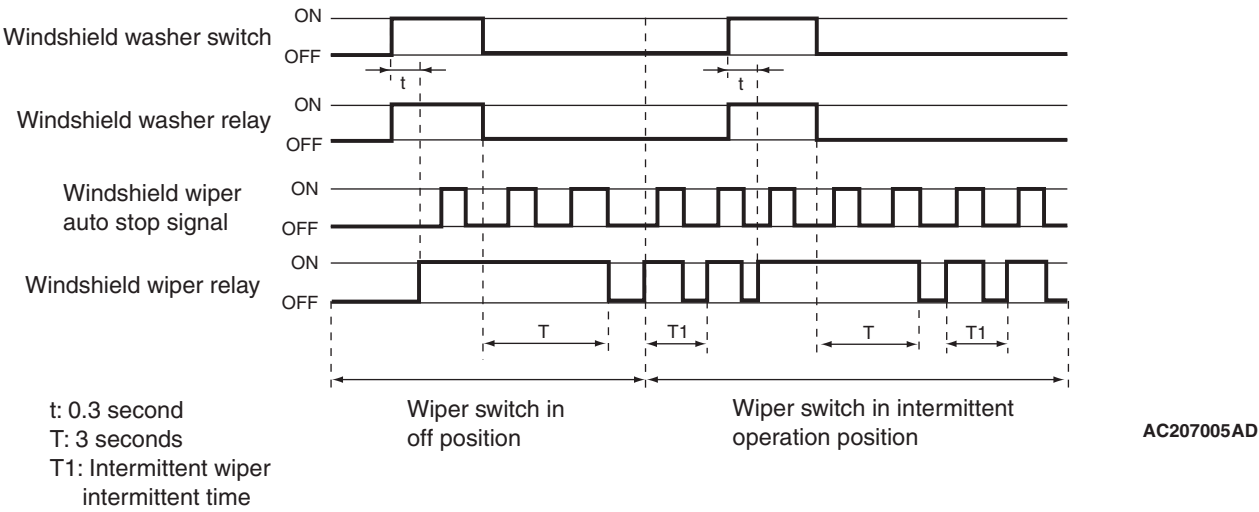 ON
Windshield washer switch
OFF
t
t
ON
Windshield washer relay
OFF
Windshield wiper
auto stop signal
ON
OFF
ON
Windshield wiper relay
OFF
T
T1
T
T1
Wiper switch in
off position
Wiper switch in intermittent
operation position
t: 0.3 second
T: 3 seconds
T1: Intermittent wiper
intermittent time
AC207005AD